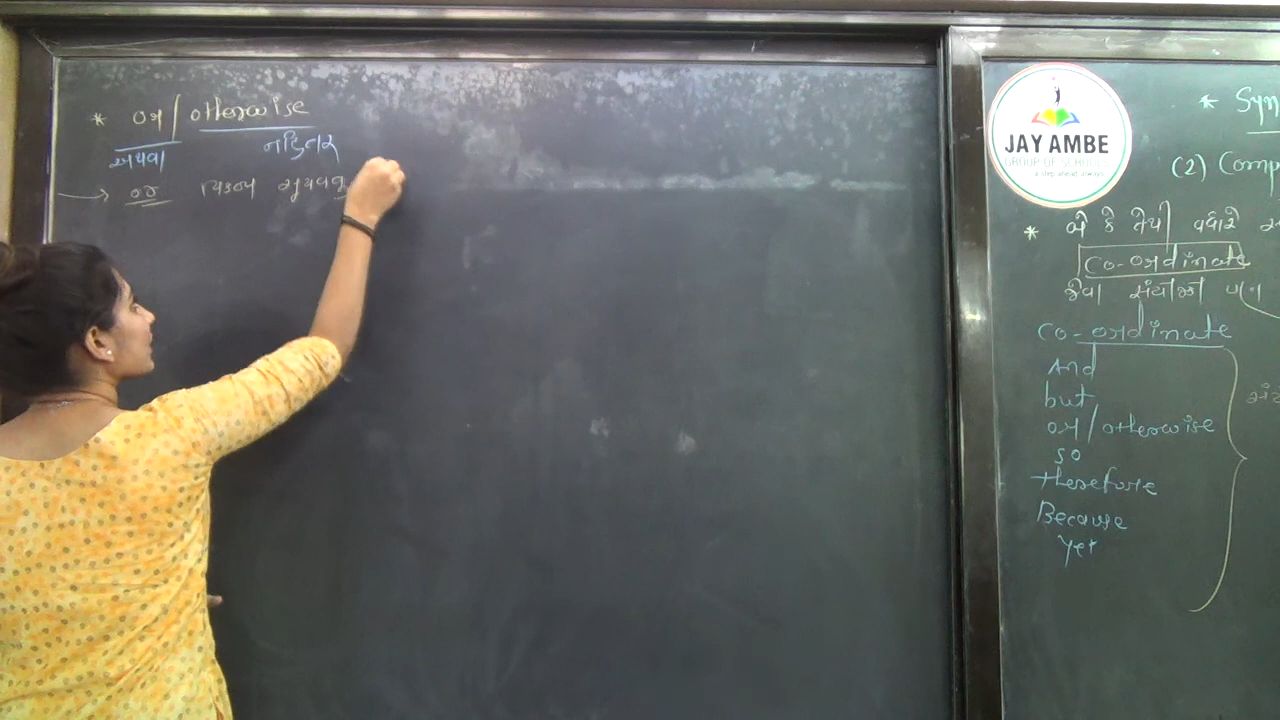 * or / otherwise
અથવા નહિતર
→ or વિકલ્પ સૂચવવા
JAY AMBE
GROUP OF SCHOOLS
a step ahead always
* Syn
(2) Comp
* બે કે તેથી વધારે
Co-ordinate
જેવા સંયોજકો
Co-ordinate
And
but
or / otherwise
so
therefore
Because
Yet